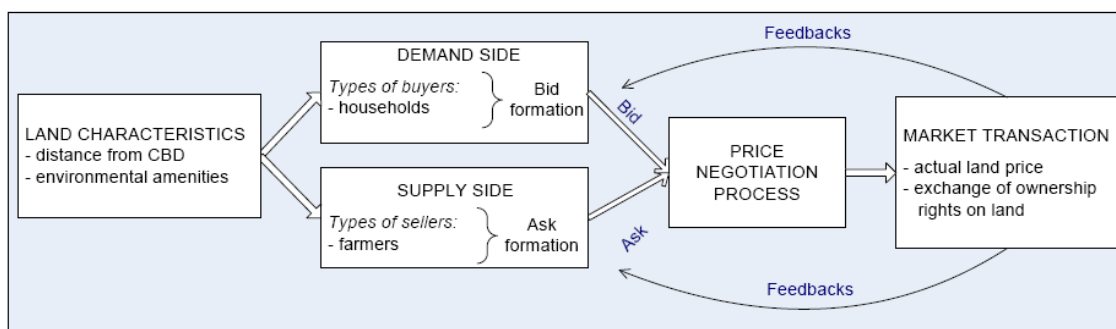 LAND CHARACTERISTICS
- distance from CBD
- environmental amenities
DEMAND SIDE
Types of buyers:
- households
Bid
formation
SUPPLY SIDE
Types of sellers:
- farmers
Ask
formation
Bid
Ask
PRICE
NEGOTIATION
PROCESS
Feedbacks
MARKET TRANSACTION
- actual land price
- exchange of ownership
rights on land
Feedbacks